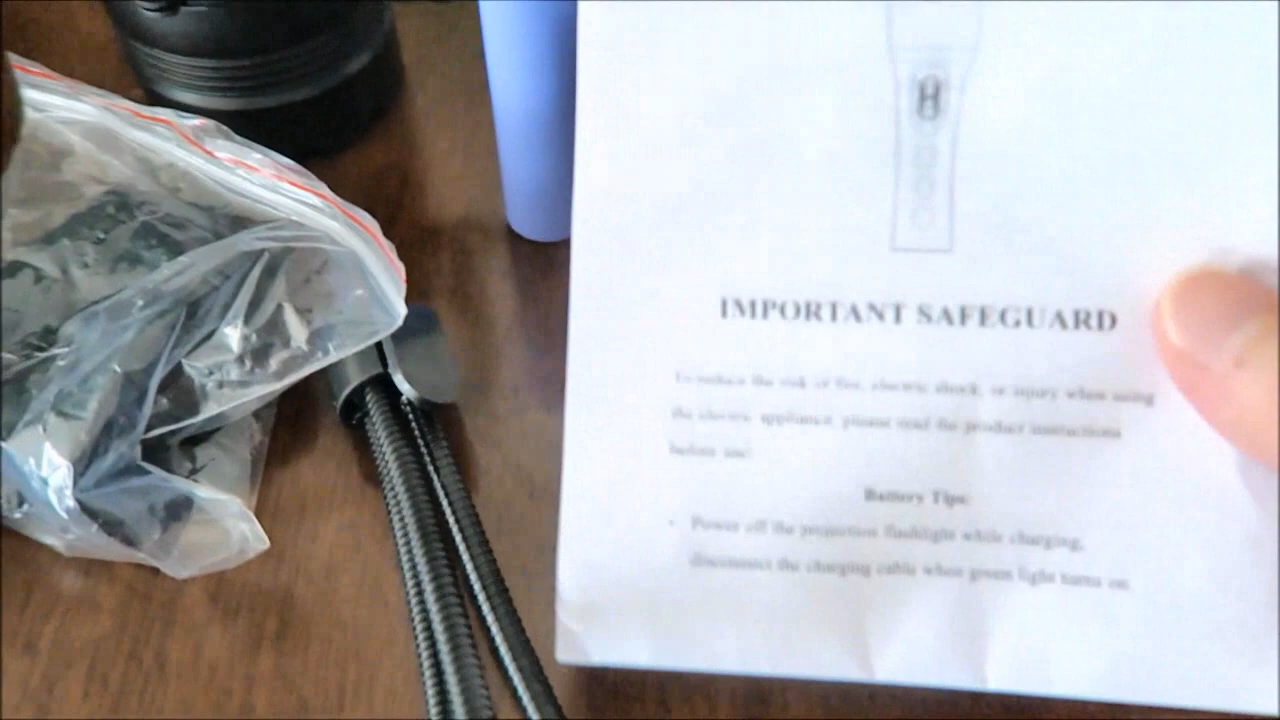 IMPORTANT SAFEGUARD
To reduce the risk of fire, electric shock, or injury when using
the electric appliance, please read the product instructions
before use:
Battery Tips:
• Power off the projection flashlight while charging,
disconnect the charging cable when green light turns on.